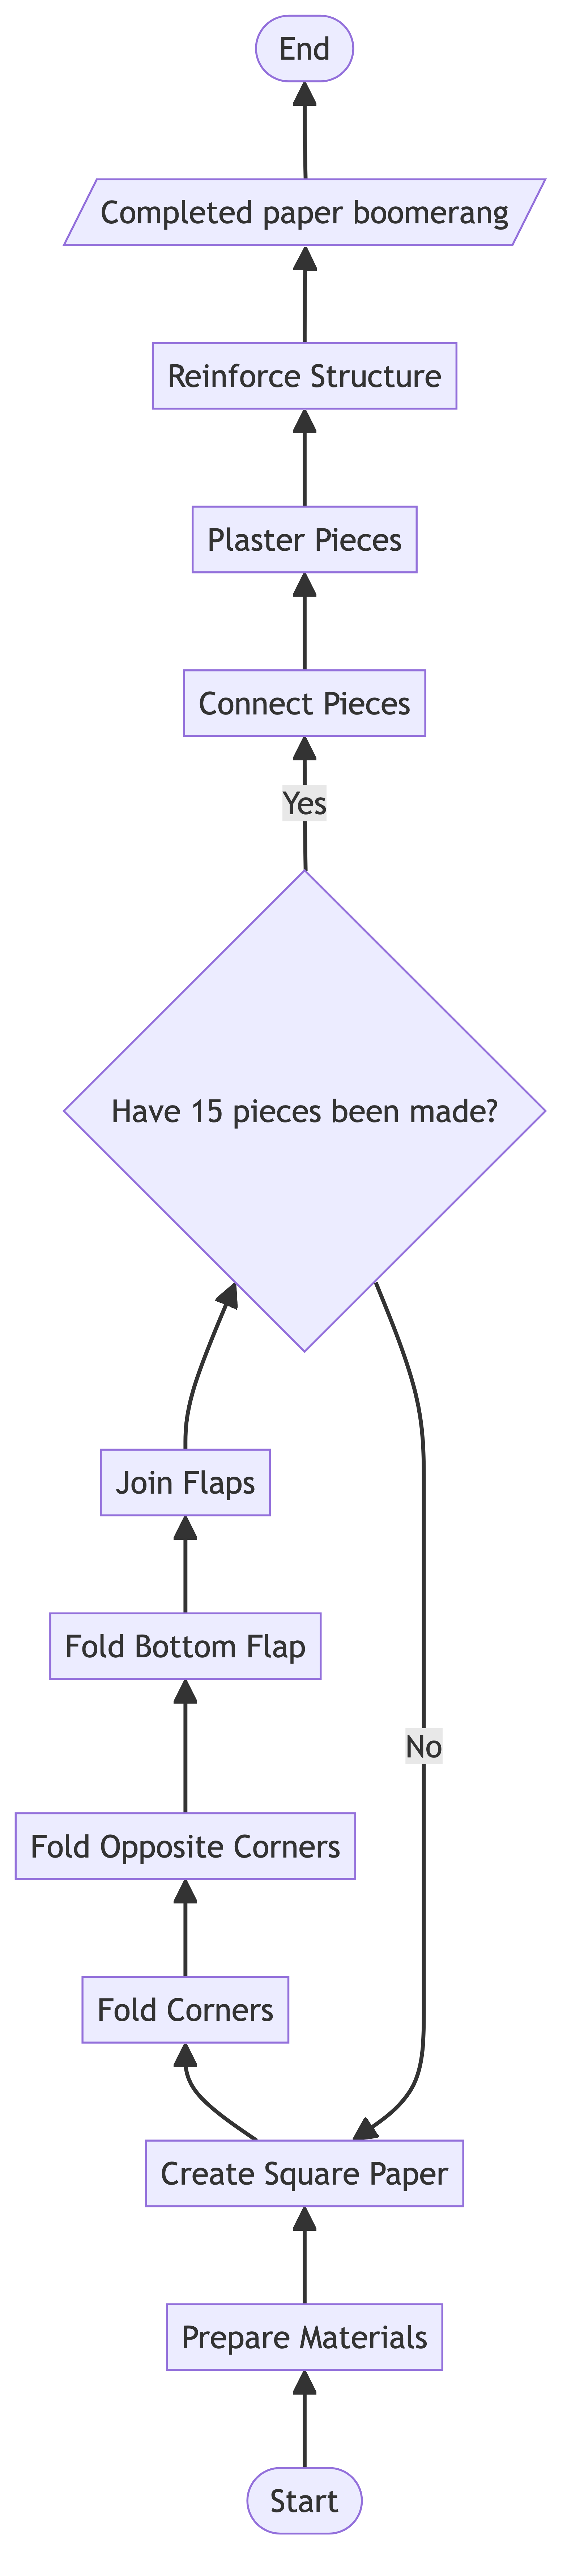 End
Completed paper boomerang
Reinforce Structure
Plaster Pieces
Connect Pieces
Yes
Have 15 pieces been made?
Join Flaps
Fold Bottom Flap
No
Fold Opposite Corners
Fold Corners
Create Square Paper
Prepare Materials
Start